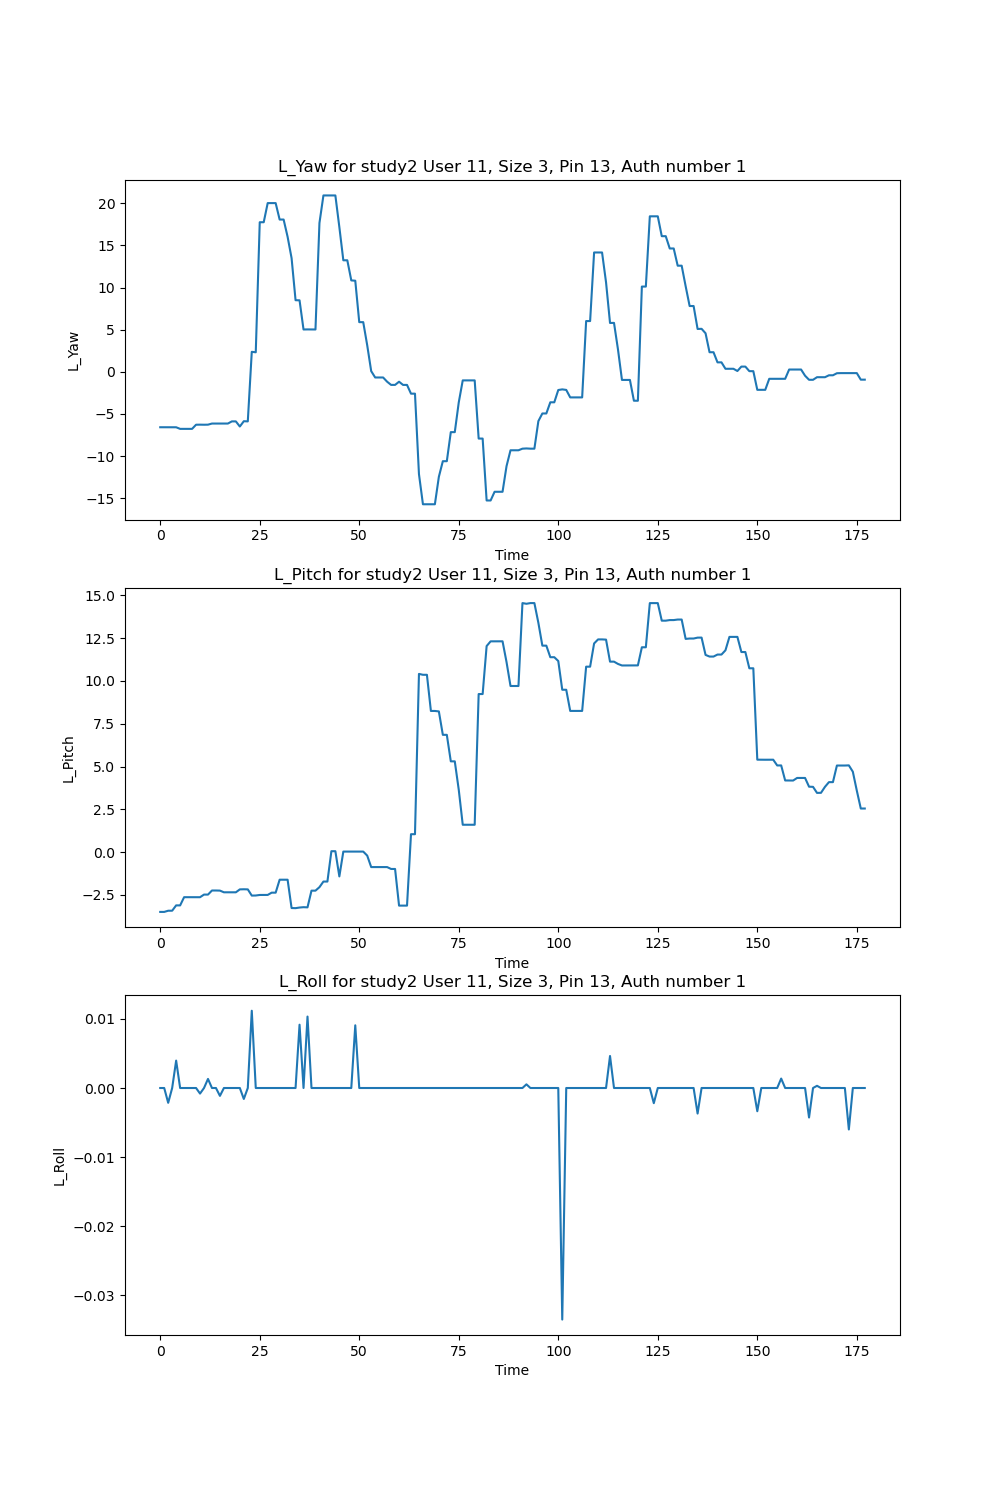 L_Yaw for study2 User 11, Size 3, Pin 13, Auth number 1
20
15
10
5
0
−5
−10
−15
L_Yaw
0 25 50 75 100 125 150 175
Time
L_Pitch for study2 User 11, Size 3, Pin 13, Auth number 1
15.0
12.5
10.0
7.5
5.0
2.5
0.0
−2.5
L_Pitch
0 25 50 75 100 125 150 175
Time
L_Roll for study2 User 11, Size 3, Pin 13, Auth number 1
0.01
0.00
−0.01
−0.02
−0.03
L_Roll
0 25 50 75 100 125 150 175
Time